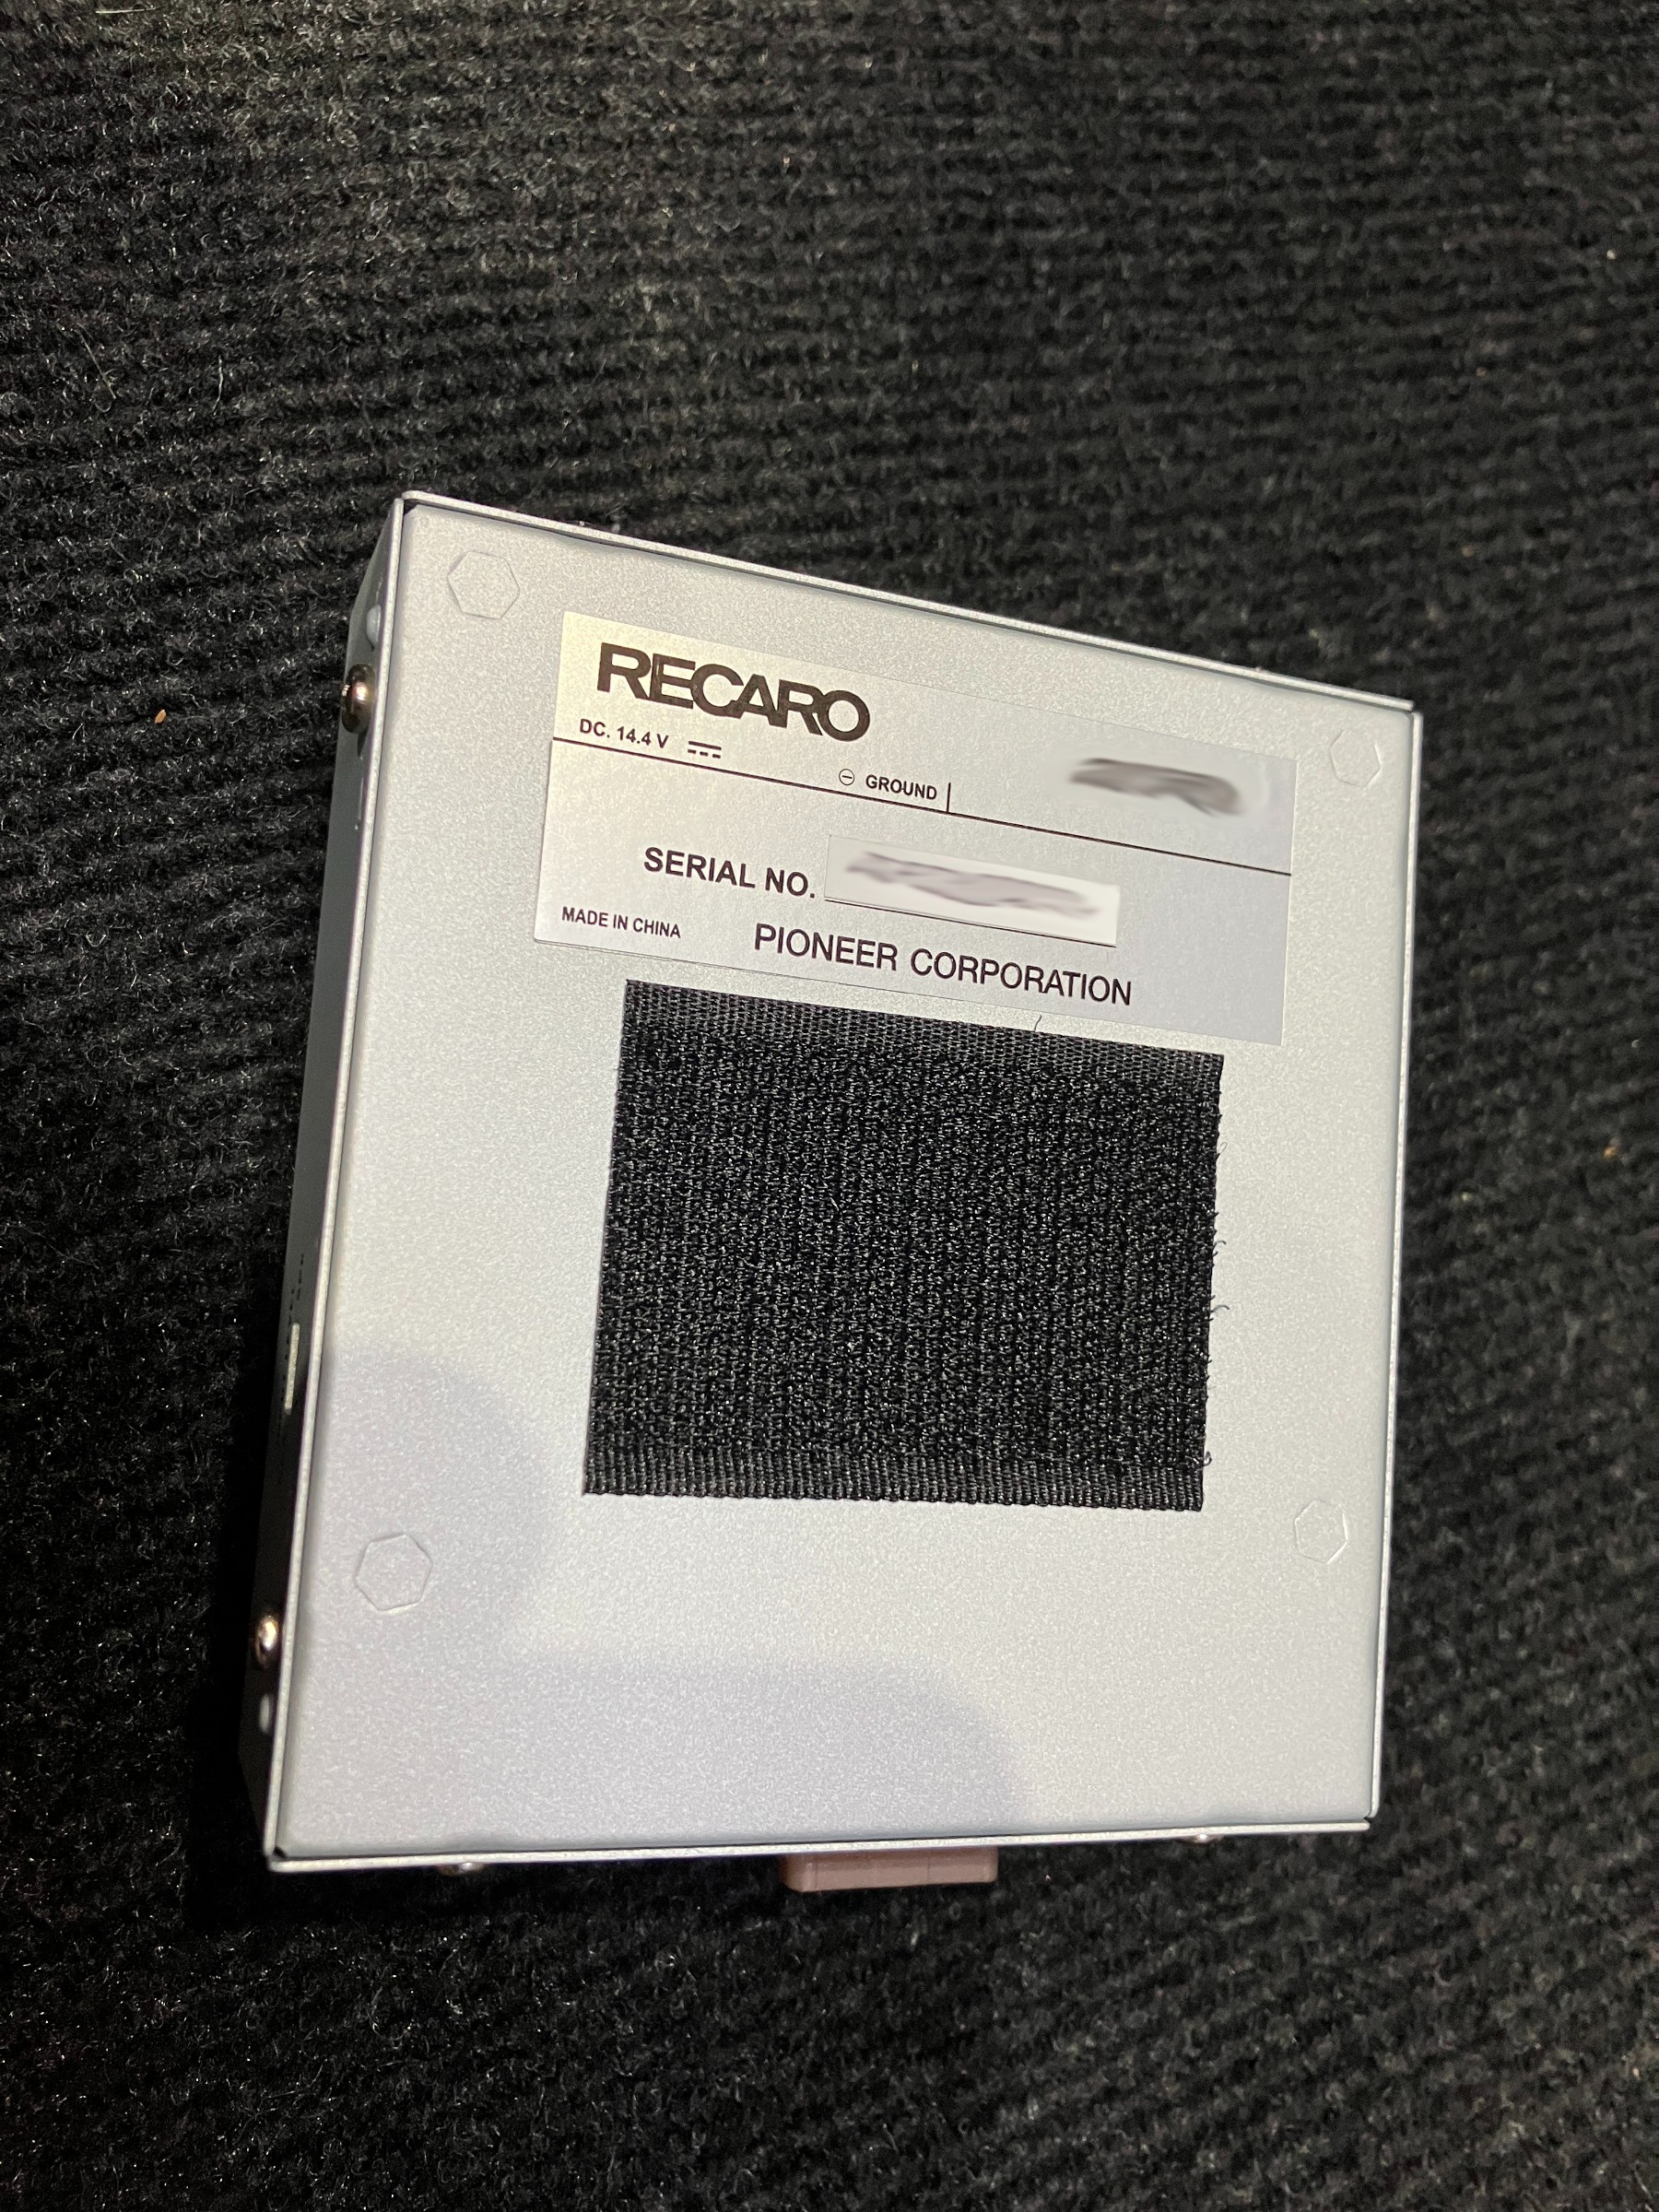 RECARO
DC. 14.4 V ⎓
⊖ GROUND
SERIAL NO.
MADE IN CHINA
PIONEER CORPORATION